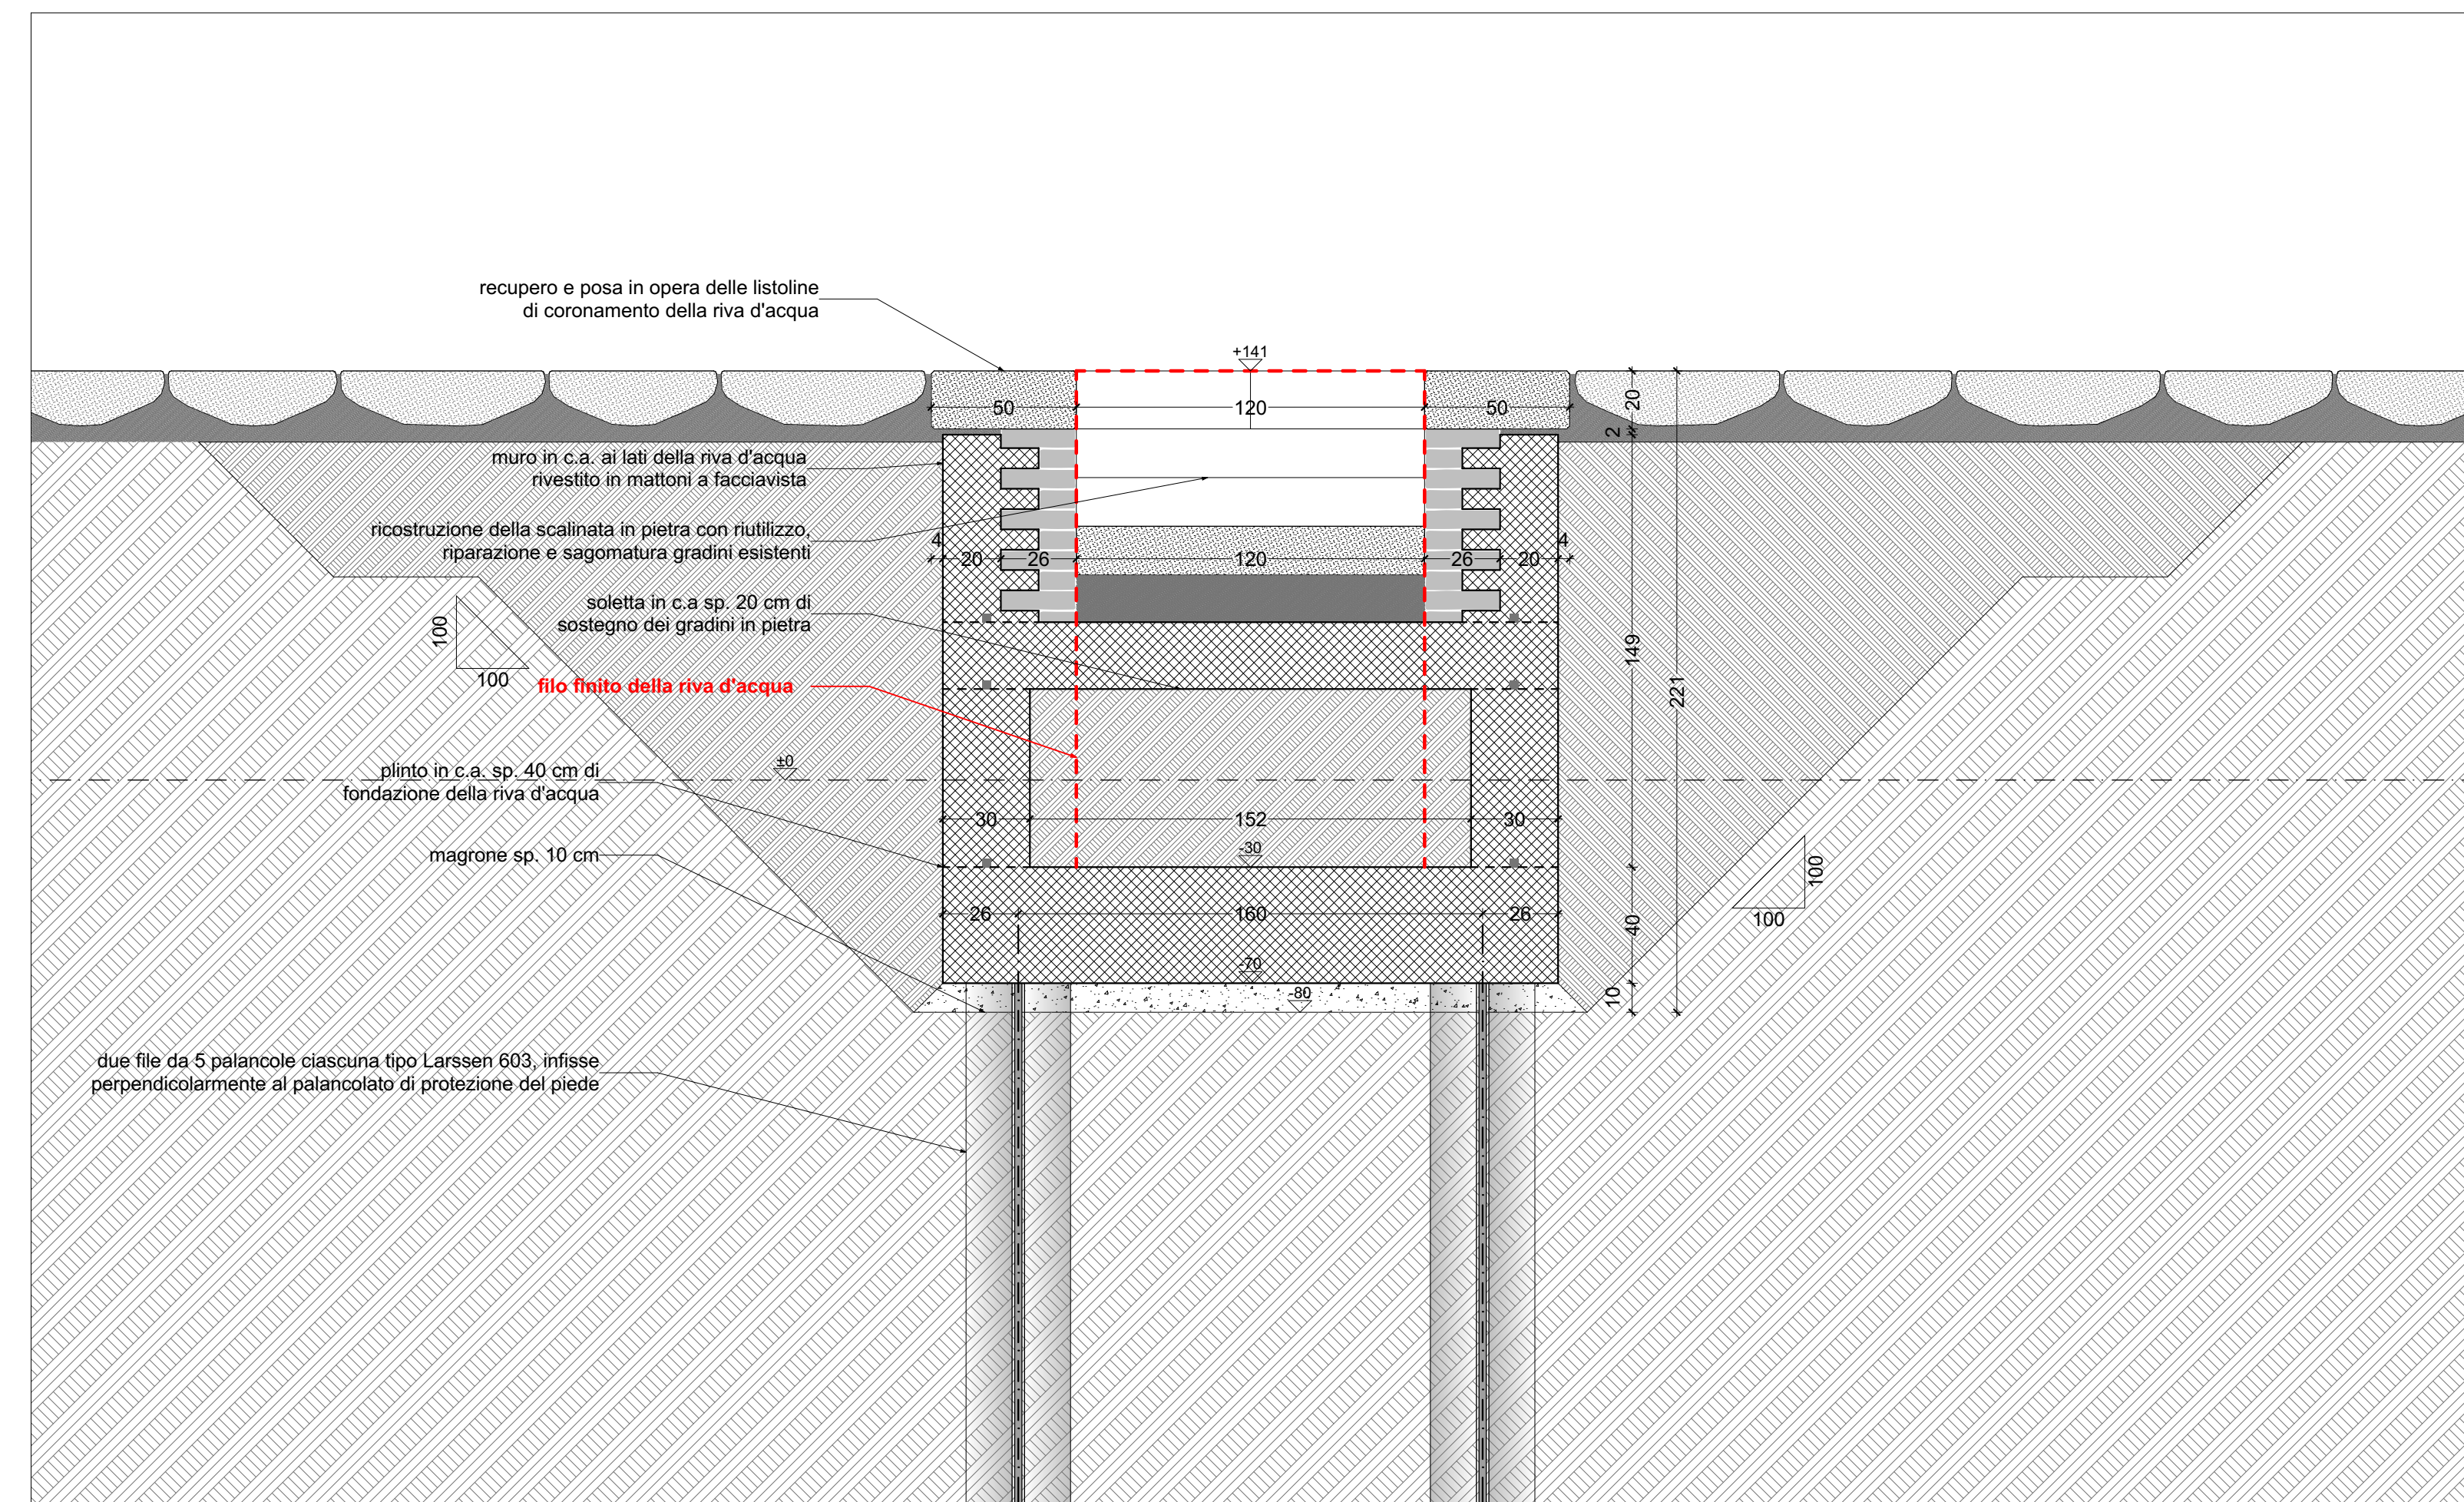 recupero e posa in opera delle listoline
di coronamento della riva d'acqua
+141
50
120
50
20
2
muro in c.a. ai lati della riva d'acqua
rivestito in mattoni a facciavista
ricostruzione della scalinata in pietra con riutilizzo,
riparazione e sagomatura gradini esistenti
4
20
26
120
26
20
4
soletta in c.a sp. 20 cm di
sostegno dei gradini in pietra
100
100
149
221
filo finito della riva d'acqua
±0
plinto in c.a. sp. 40 cm di
fondazione della riva d'acqua
30
152
30
-30
magrone sp. 10 cm
100
100
26
160
26
40
-70
-80
10
due file da 5 palancole ciascuna tipo Larssen 603, infisse
perpendicolarmente al palancolato di protezione del piede